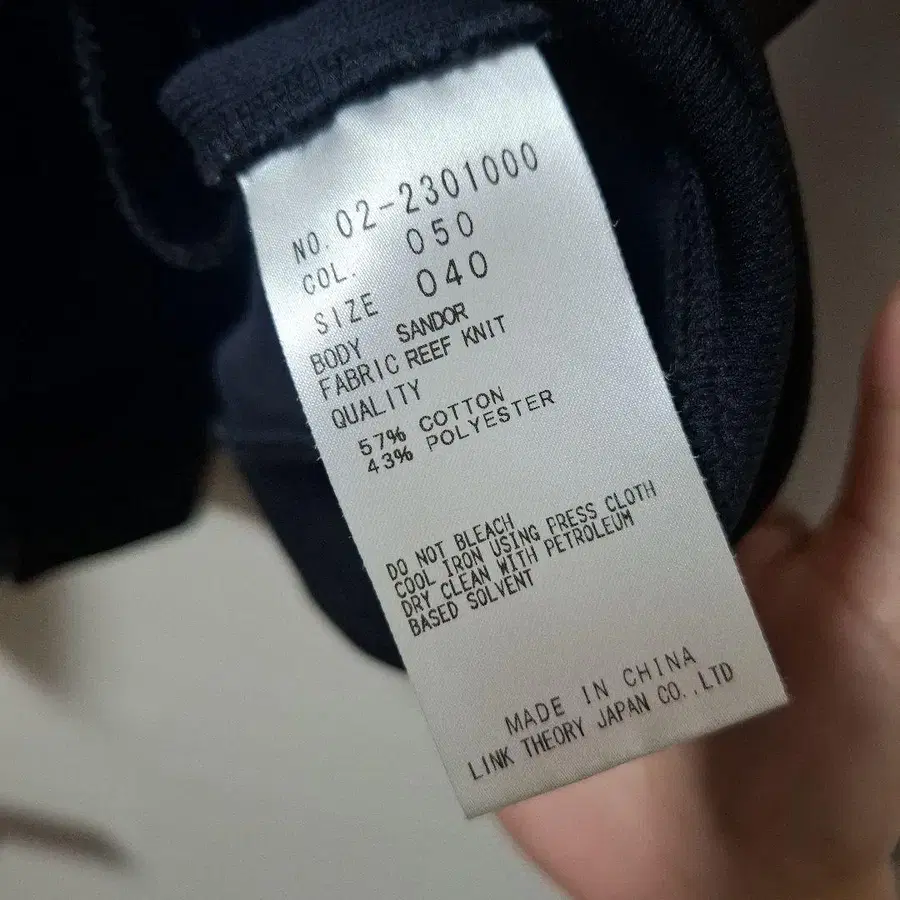 NO. 02-2301000
COL. 050
SIZE 040
BODY SANDOR
FABRIC REEF KNIT
QUALITY
57% COTTON
43% POLYESTER
DO NOT BLEACH
COOL IRON USING PRESS CLOTH
DRY CLEAN WITH PETROLEUM
BASED SOLVENT
MADE IN CHINA
LINK THEORY JAPAN CO.,LTD